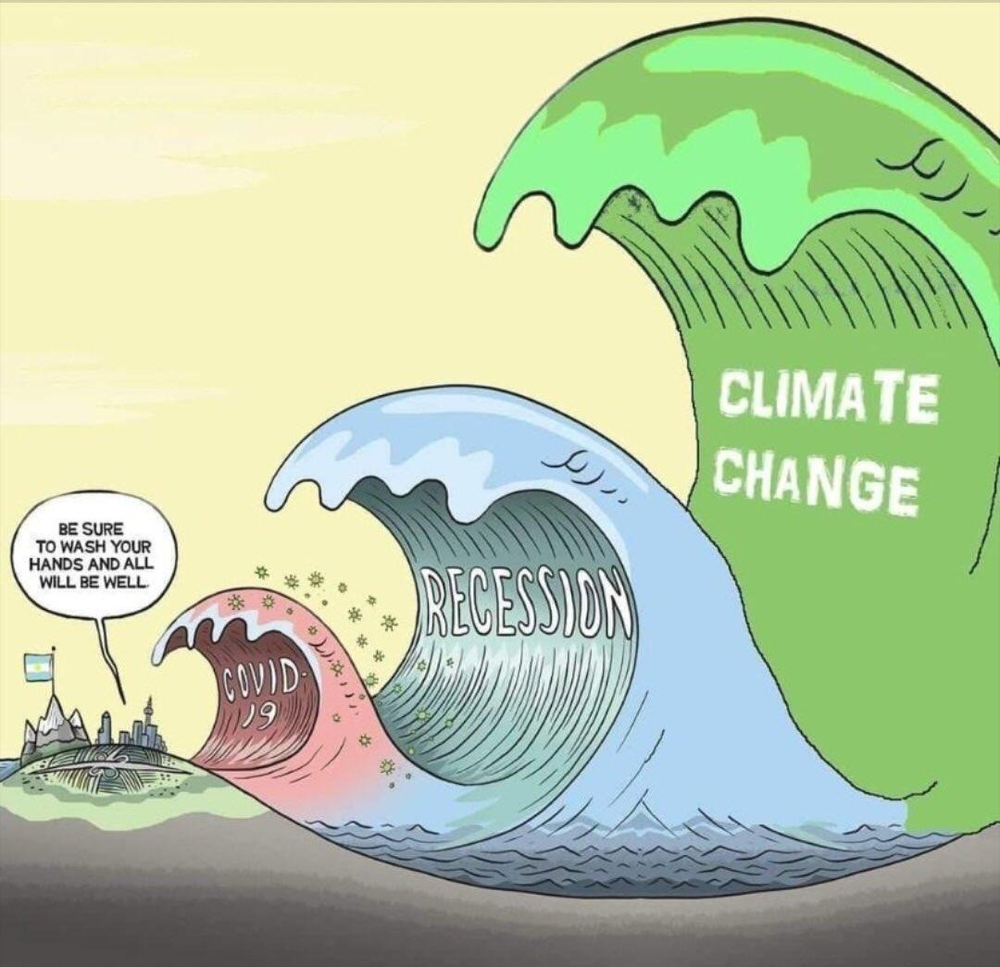 BE SURE
TO WASH YOUR
HANDS AND ALL
WILL BE WELL.
COVID-
19
RECESSION
CLIMATE
CHANGE